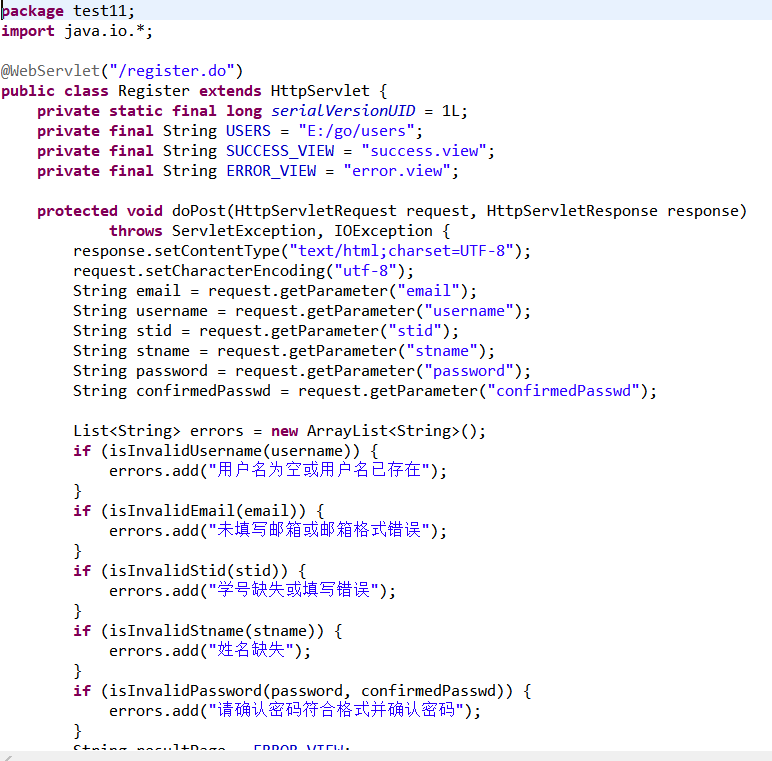 package test11;
import java.io.*;
@WebServlet("/register.do")
public class Register extends HttpServlet {
    private static final long serialVersionUID = 1L;
    private final String USERS = "E:/go/users";
    private final String SUCCESS_VIEW = "success.view";
    private final String ERROR_VIEW = "error.view";
    protected void doPost(HttpServletRequest request, HttpServletResponse response)
            throws ServletException, IOException {
        response.setContentType("text/html;charset=UTF-8");
        request.setCharacterEncoding("utf-8");
        String email = request.getParameter("email");
        String username = request.getParameter("username");
        String stid = request.getParameter("stid");
        String stname = request.getParameter("stname");
        String password = request.getParameter("password");
        String confirmedPasswd = request.getParameter("confirmedPasswd");
        List<String> errors = new ArrayList<String>();
        if (isInvalidUsername(username)) {
            errors.add("用户名为空或用户名已存在");
        }
        if (isInvalidEmail(email)) {
            errors.add("未填写邮箱或邮箱格式错误");
        }
        if (isInvalidStid(stid)) {
            errors.add("学号缺失或填写错误");
        }
        if (isInvalidStname(stname)) {
            errors.add("姓名缺失");
        }
        if (isInvalidPassword(password, confirmedPasswd)) {
            errors.add("请确认密码符合格式并确认密码");
        }
        String resultPage = ERROR_VIEW;